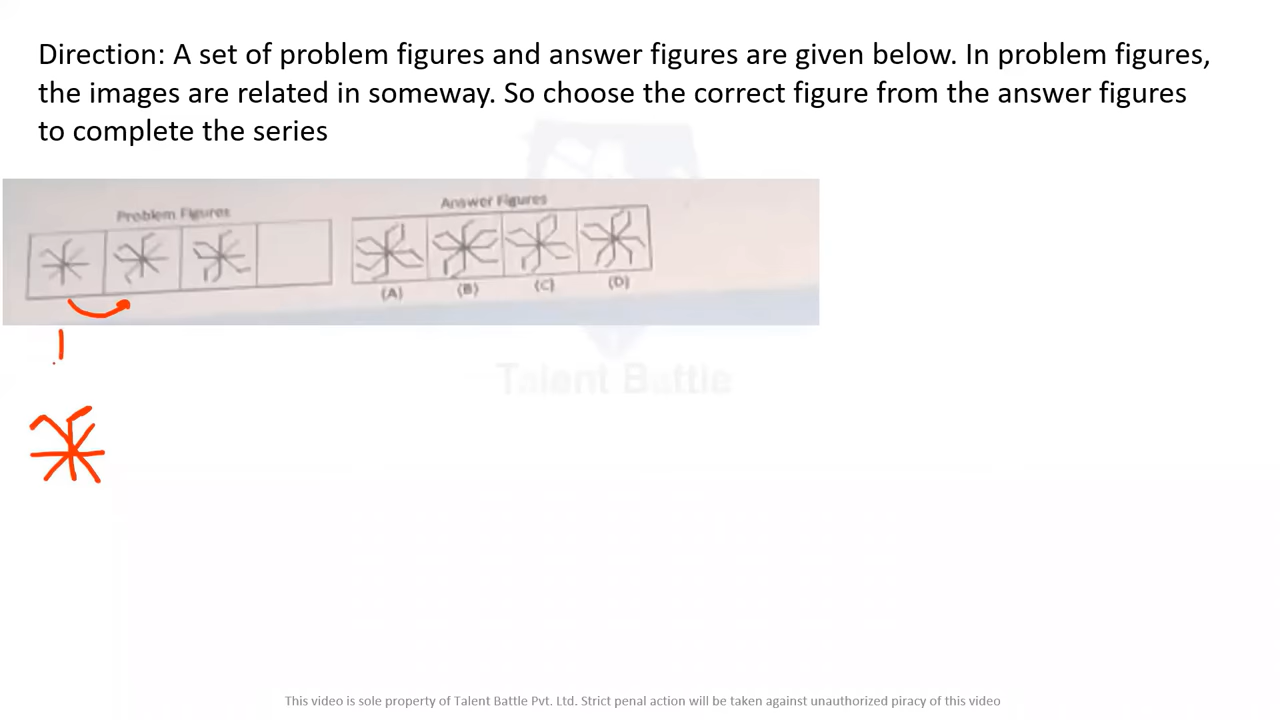 Direction: A set of problem figures and answer figures are given below. In problem figures,
the images are related in someway. So choose the correct figure from the answer figures
to complete the series
Problem Figures
Answer Figures
(A) (B) (C) (D)
Talent Battle
This video is sole property of Talent Battle Pvt. Ltd. Strict penal action will be taken against unauthorized piracy of this video